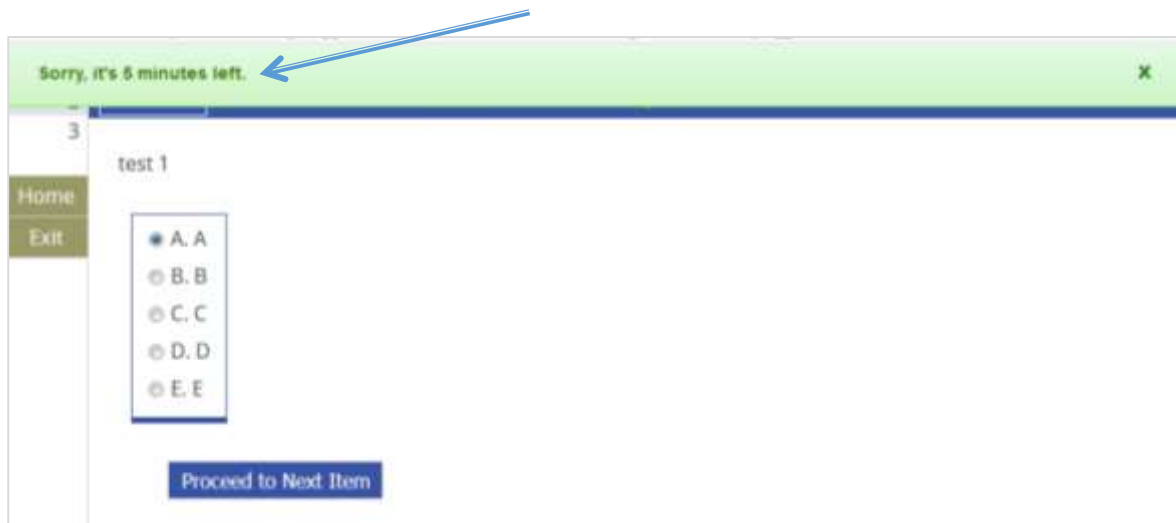 Sorry, it's 5 minutes left.
X
3
test 1
Home
Exit
A. A
B. B
C. C
D. D
E. E
Proceed to Next Item